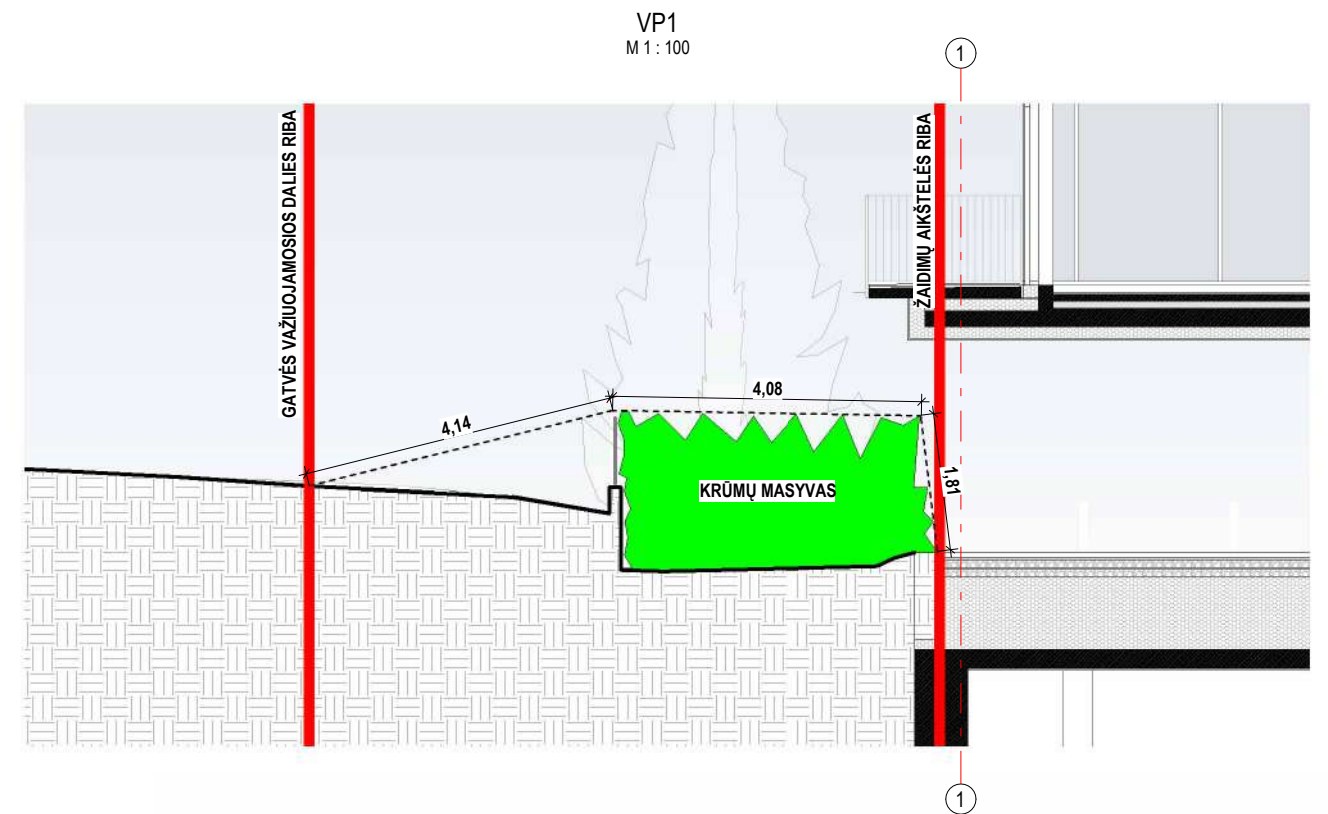 VP1
M 1 : 100
1
GATVĖS VAŽIUOJAMOSIOS DALIES RIBA
ŽAIDIMŲ AIKŠTELĖS RIBA
4,14
4,08
1,81
KRŪMŲ MASYVAS
1